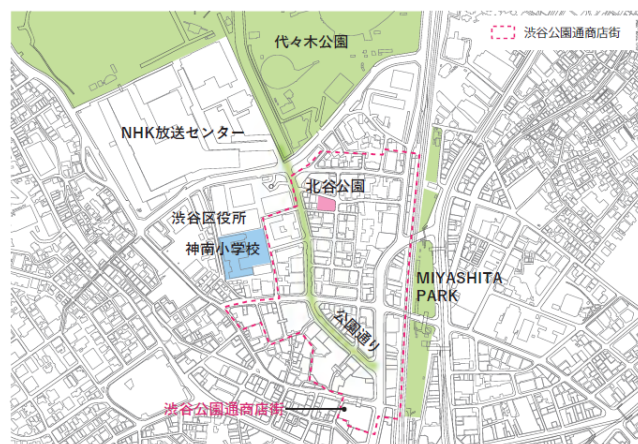 代々木公園
渋谷公園通商店街
NHK放送センター
北谷公園
渋谷区役所
神南小学校
MIYASHITA
PARK
公園通り
渋谷公園通商店街